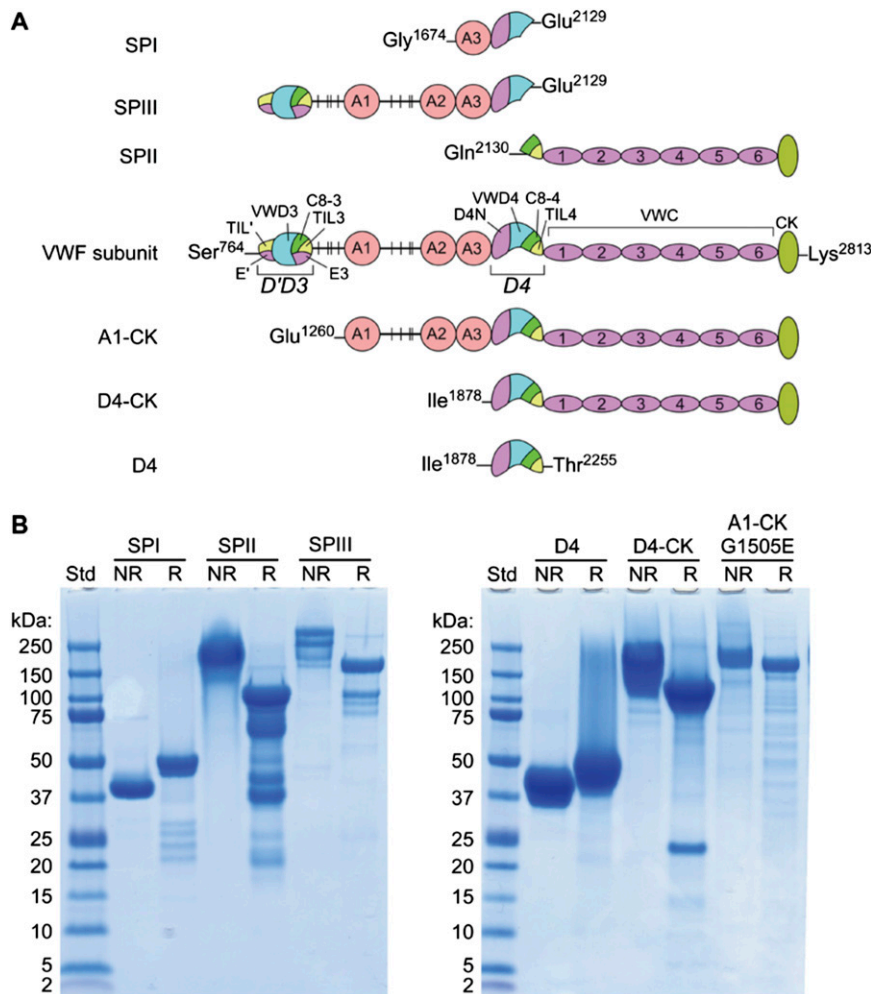 A
SPI
Gly1674
A3
Glu2129
SPIII
A1
A2
A3
Glu2129
SPII
Gln2130
1 2 3 4 5 6
VWD3
C8-3
TIL'
TIL3
VWD4
C8-4
D4N
TIL4
VWC
CK
VWF subunit
Ser764
A1
A2
A3
1 2 3 4 5 6
Lys2813
E'
D'D3
E3
D4
A1-CK
Glu1260
A1
A2
A3
1 2 3 4 5 6
D4-CK
Ile1878
1 2 3 4 5 6
D4
Ile1878
Thr2255
B
SPI SPII SPIII
Std NR R NR R NR R
kDa:
250
150
100
75
50
37
25
20
15
10
5
2
A1-CK
D4 D4-CK G1505E
Std NR R NR R NR R
kDa:
250
150
100
75
50
37
25
20
15
10
5
2